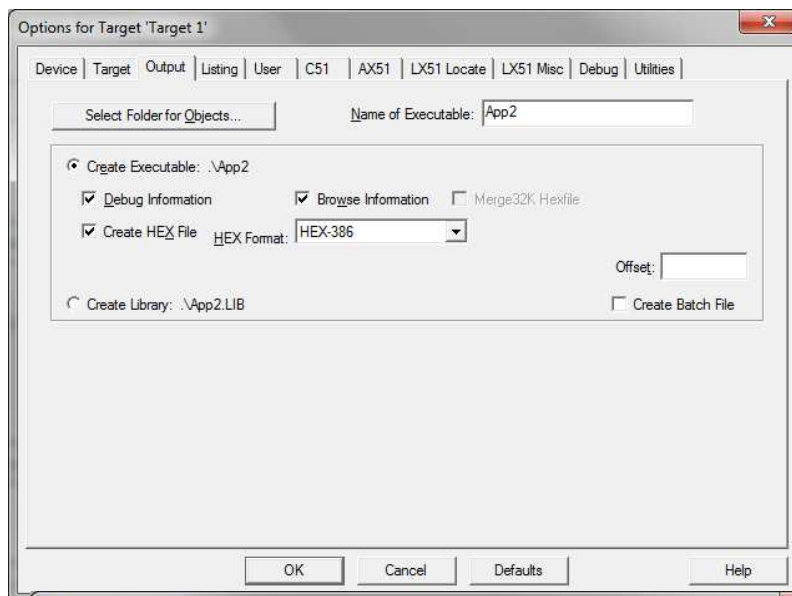 Options for Target 'Target 1'
Device Target Output Listing User C51 AX51 LX51 Locate LX51 Misc Debug Utilities
Select Folder for Objects... Name of Executable: App2
Create Executable: .\App2
Debug Information Browse Information Merge32K Hexfile
Create HEX File HEX Format: HEX-386
Offset:
Create Library: .\App2.LIB Create Batch File
OK Cancel Defaults Help